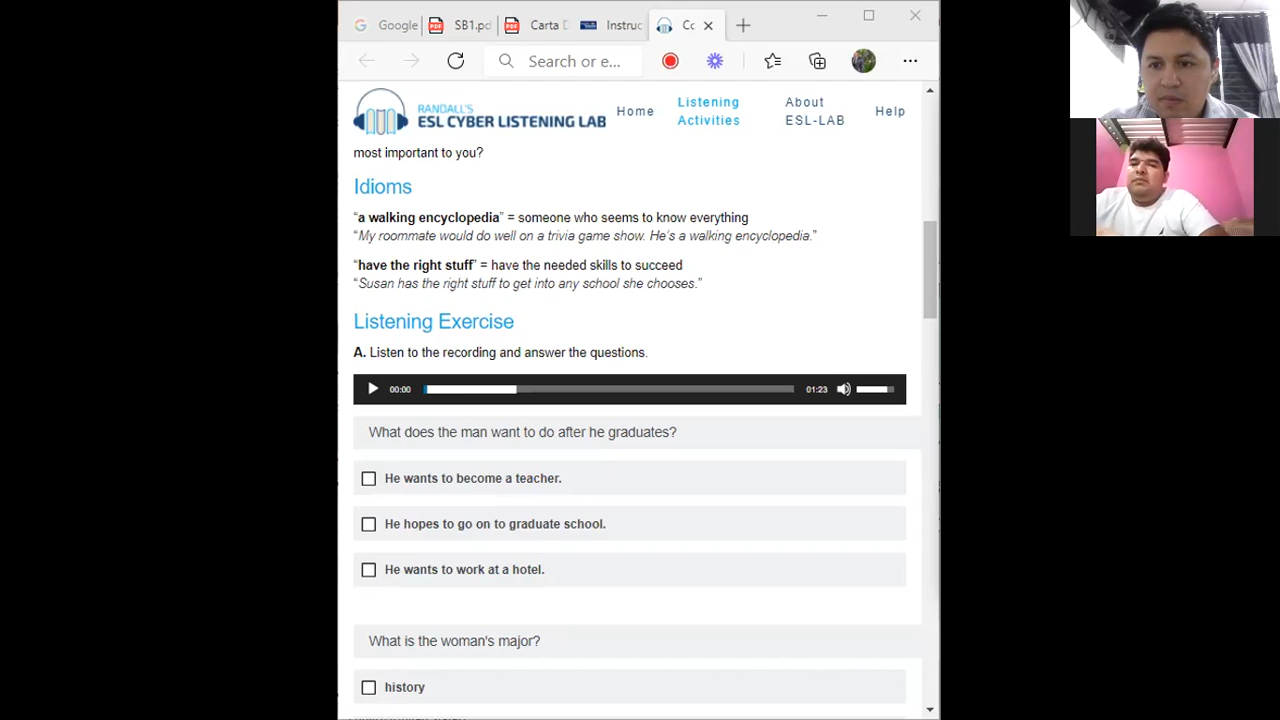 Google
SB1.pd
Carta D
Instruc
Cc
Search or e...
RANDALL'S
ESL CYBER LISTENING LAB
Home
Listening
Activities
About
ESL-LAB
Help
most important to you?
Idioms
“a walking encyclopedia” = someone who seems to know everything
“My roommate would do well on a trivia game show. He’s a walking encyclopedia.”
“have the right stuff” = have the needed skills to succeed
“Susan has the right stuff to get into any school she chooses.”
Listening Exercise
A. Listen to the recording and answer the questions.
00:00
01:23
What does the man want to do after he graduates?
He wants to become a teacher.
He hopes to go on to graduate school.
He wants to work at a hotel.
What is the woman's major?
history